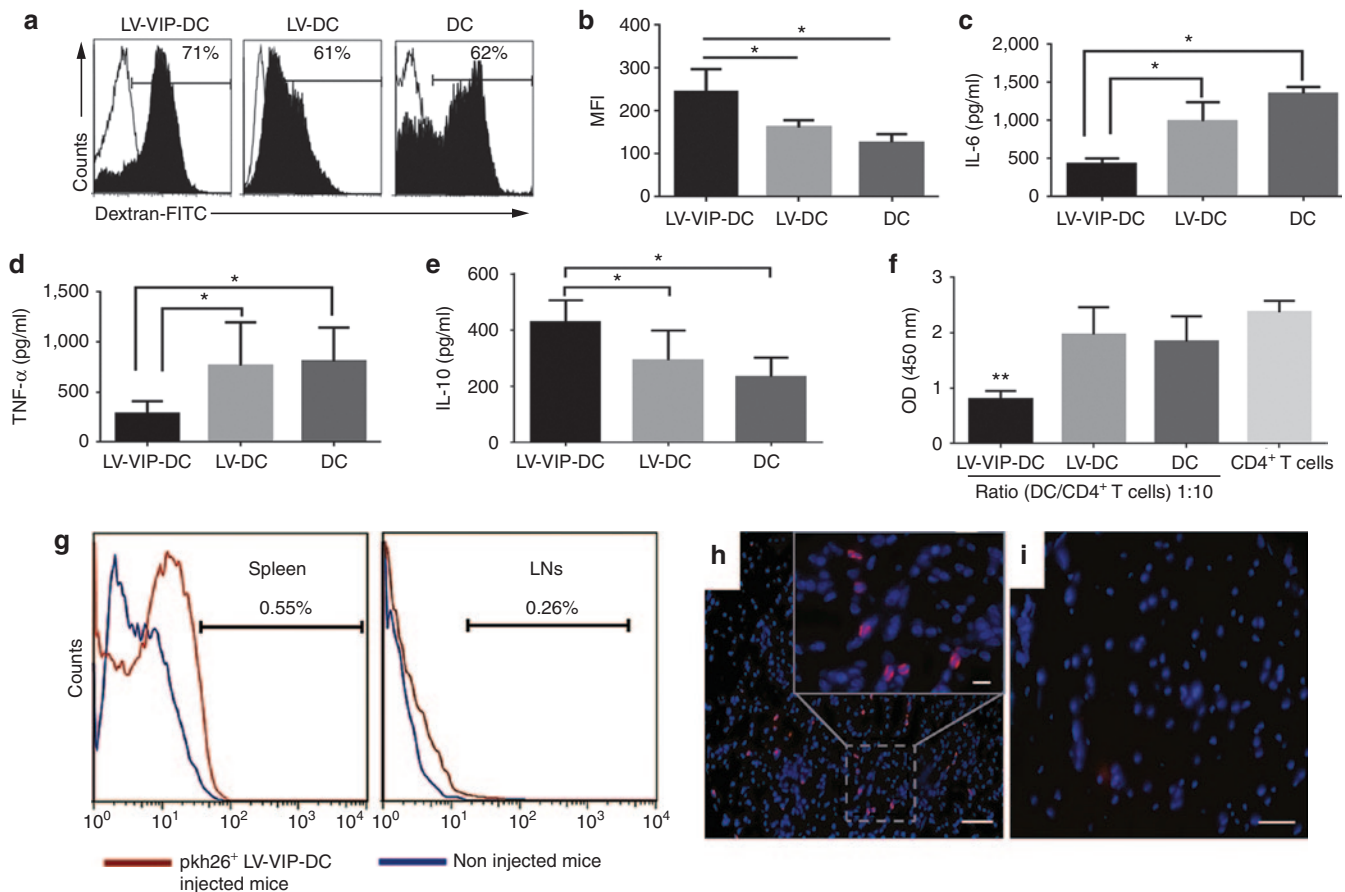 a
LV-VIP-DC
LV-DC
DC
71%
61%
62%
Counts
Dextran-FITC
b
400
300
200
100
0
MFI
*
*
LV-VIP-DC
LV-DC
DC
c
2,000
1,500
1,000
500
0
IL-6 (pg/ml)
*
*
LV-VIP-DC
LV-DC
DC
d
1,500
1,000
500
0
TNF-α (pg/ml)
*
*
LV-VIP-DC
LV-DC
DC
e
600
400
200
0
IL-10 (pg/ml)
*
*
LV-VIP-DC
LV-DC
DC
f
3
2
1
0
OD (450 nm)
**
LV-VIP-DC
LV-DC
DC
CD4⁺ T cells
Ratio (DC/CD4⁺ T cells) 1:10
g
Counts
Spleen
0.55%
LNs
0.26%
10⁰ 10¹ 10² 10³ 10⁴
10⁰ 10¹ 10² 10³ 10⁴
pkh26⁺ LV-VIP-DC
injected mice
Non injected mice
h
i